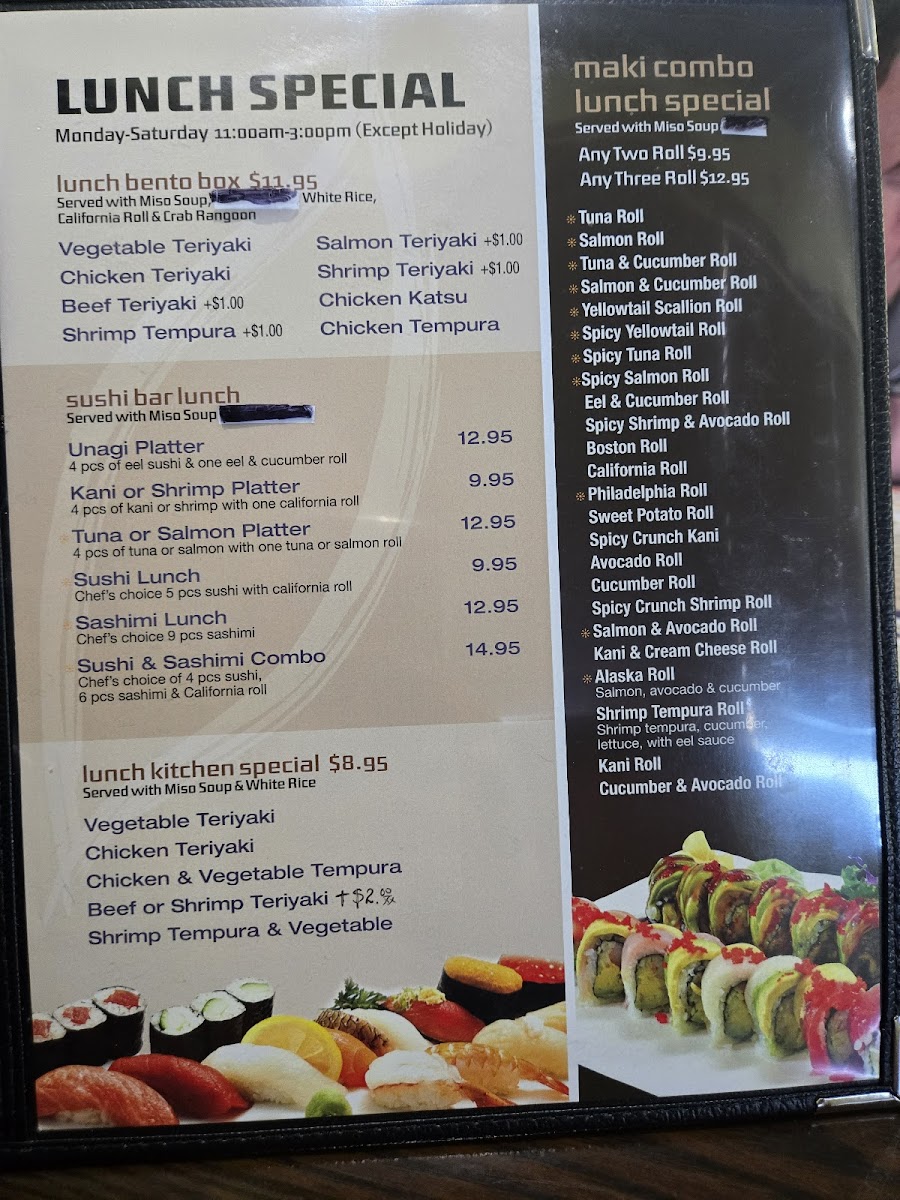 LUNCH SPECIAL
Monday-Saturday 11:00am-3:00pm (Except Holiday)
lunch bento box $11.95
Served with Miso Soup, White Rice,
California Roll & Crab Rangoon
Vegetable Teriyaki
Chicken Teriyaki
Beef Teriyaki +$1.00
Shrimp Tempura +$1.00
Salmon Teriyaki +$1.00
Shrimp Teriyaki +$1.00
Chicken Katsu
Chicken Tempura
sushi bar lunch
Served with Miso Soup
Unagi Platter 12.95
4 pcs of eel sushi & one eel & cucumber roll
Kani or Shrimp Platter 9.95
4 pcs of kani or shrimp with one california roll
Tuna or Salmon Platter 12.95
4 pcs of tuna or salmon with one tuna or salmon roll
Sushi Lunch 9.95
Chef's choice 5 pcs sushi with california roll
Sashimi Lunch 12.95
Chef's choice 9 pcs sashimi
Sushi & Sashimi Combo 14.95
Chef's choice of 4 pcs sushi,
6 pcs sashimi & California roll
lunch kitchen special $8.95
Served with Miso Soup & White Rice
Vegetable Teriyaki
Chicken Teriyaki
Chicken & Vegetable Tempura
Beef or Shrimp Teriyaki +$2.00
Shrimp Tempura & Vegetable
maki combo
lunch special
Served with Miso Soup
Any Two Roll $9.95
Any Three Roll $12.95
Tuna Roll
Salmon Roll
Tuna & Cucumber Roll
Salmon & Cucumber Roll
Yellowtail Scallion Roll
Spicy Yellowtail Roll
Spicy Tuna Roll
Spicy Salmon Roll
Eel & Cucumber Roll
Spicy Shrimp & Avocado Roll
Boston Roll
California Roll
Philadelphia Roll
Sweet Potato Roll
Spicy Crunch Kani
Avocado Roll
Cucumber Roll
Spicy Crunch Shrimp Roll
Salmon & Avocado Roll
Kani & Cream Cheese Roll
Alaska Roll
Salmon, avocado & cucumber
Shrimp Tempura Roll
Shrimp tempura, cucumber,
lettuce, with eel sauce
Kani Roll
Cucumber & Avocado Roll